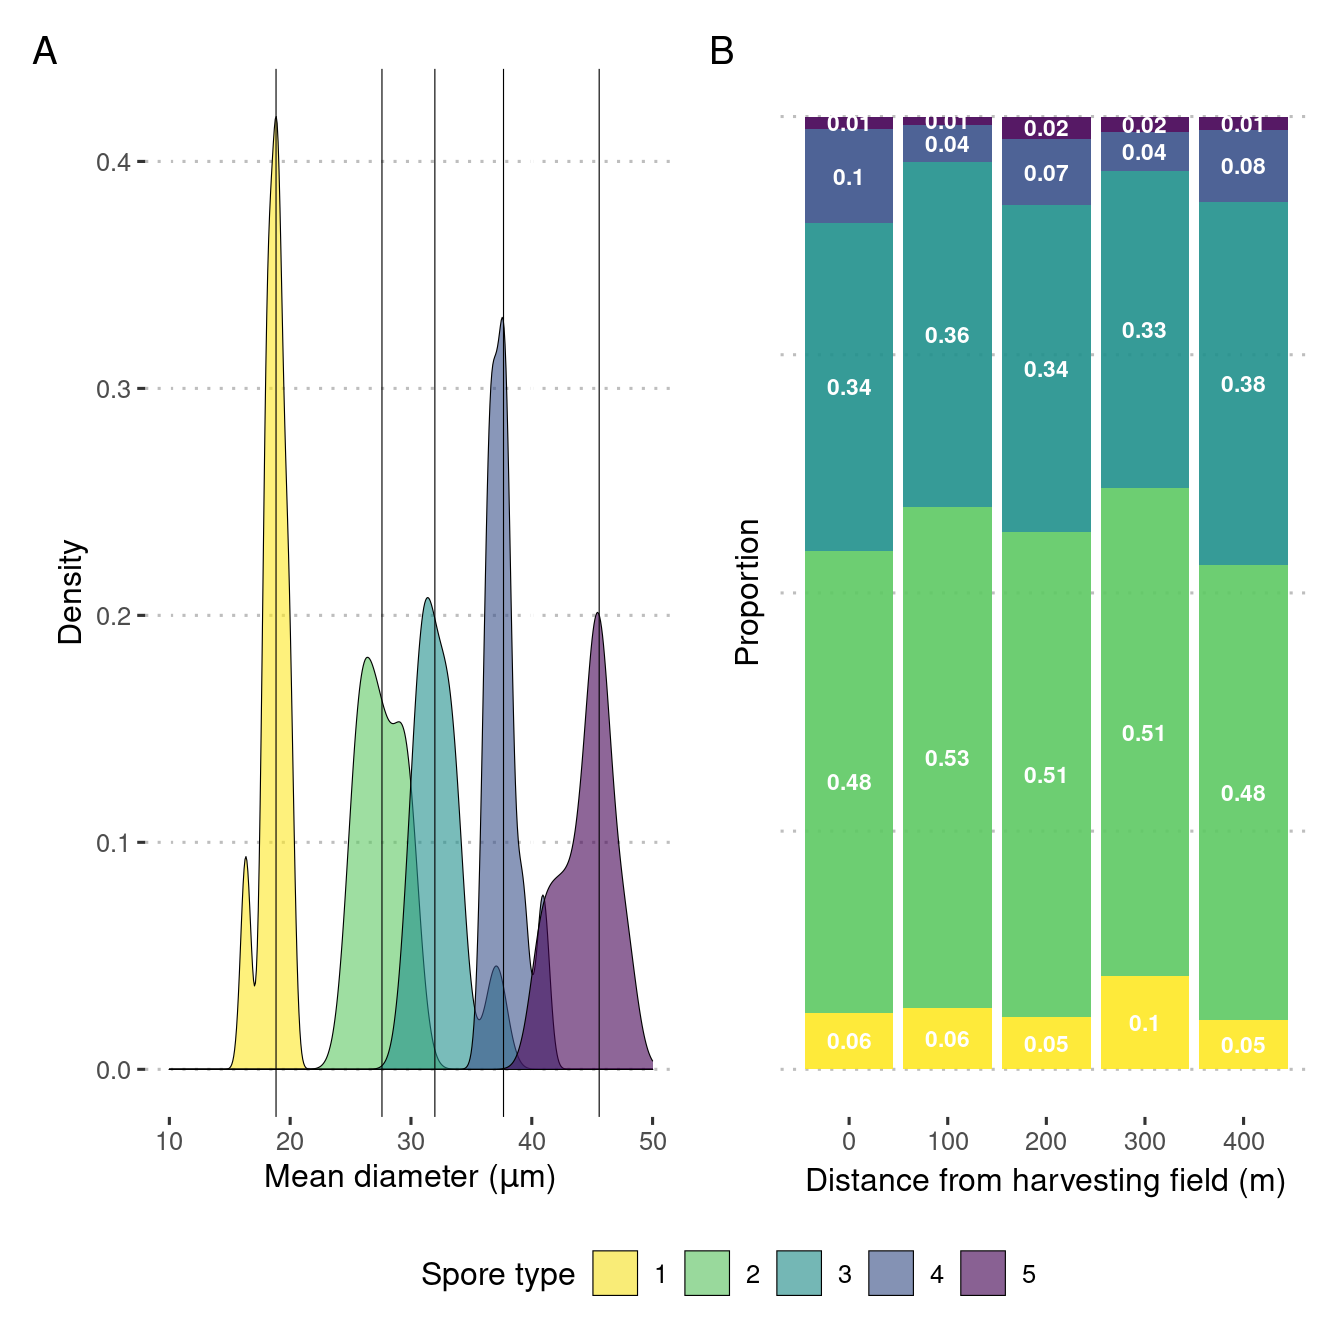 A
Density
0.4
0.3
0.2
0.1
0.0
10 20 30 40 50
Mean diameter (µm)
B
Proportion
0.01 0.01 0.02 0.02 0.01
0.1 0.04 0.07 0.04 0.08
0.34 0.36 0.34 0.33 0.38
0.48 0.53 0.51 0.51 0.48
0.06 0.06 0.05 0.1 0.05
0 100 200 300 400
Distance from harvesting field (m)
Spore type 1 2 3 4 5